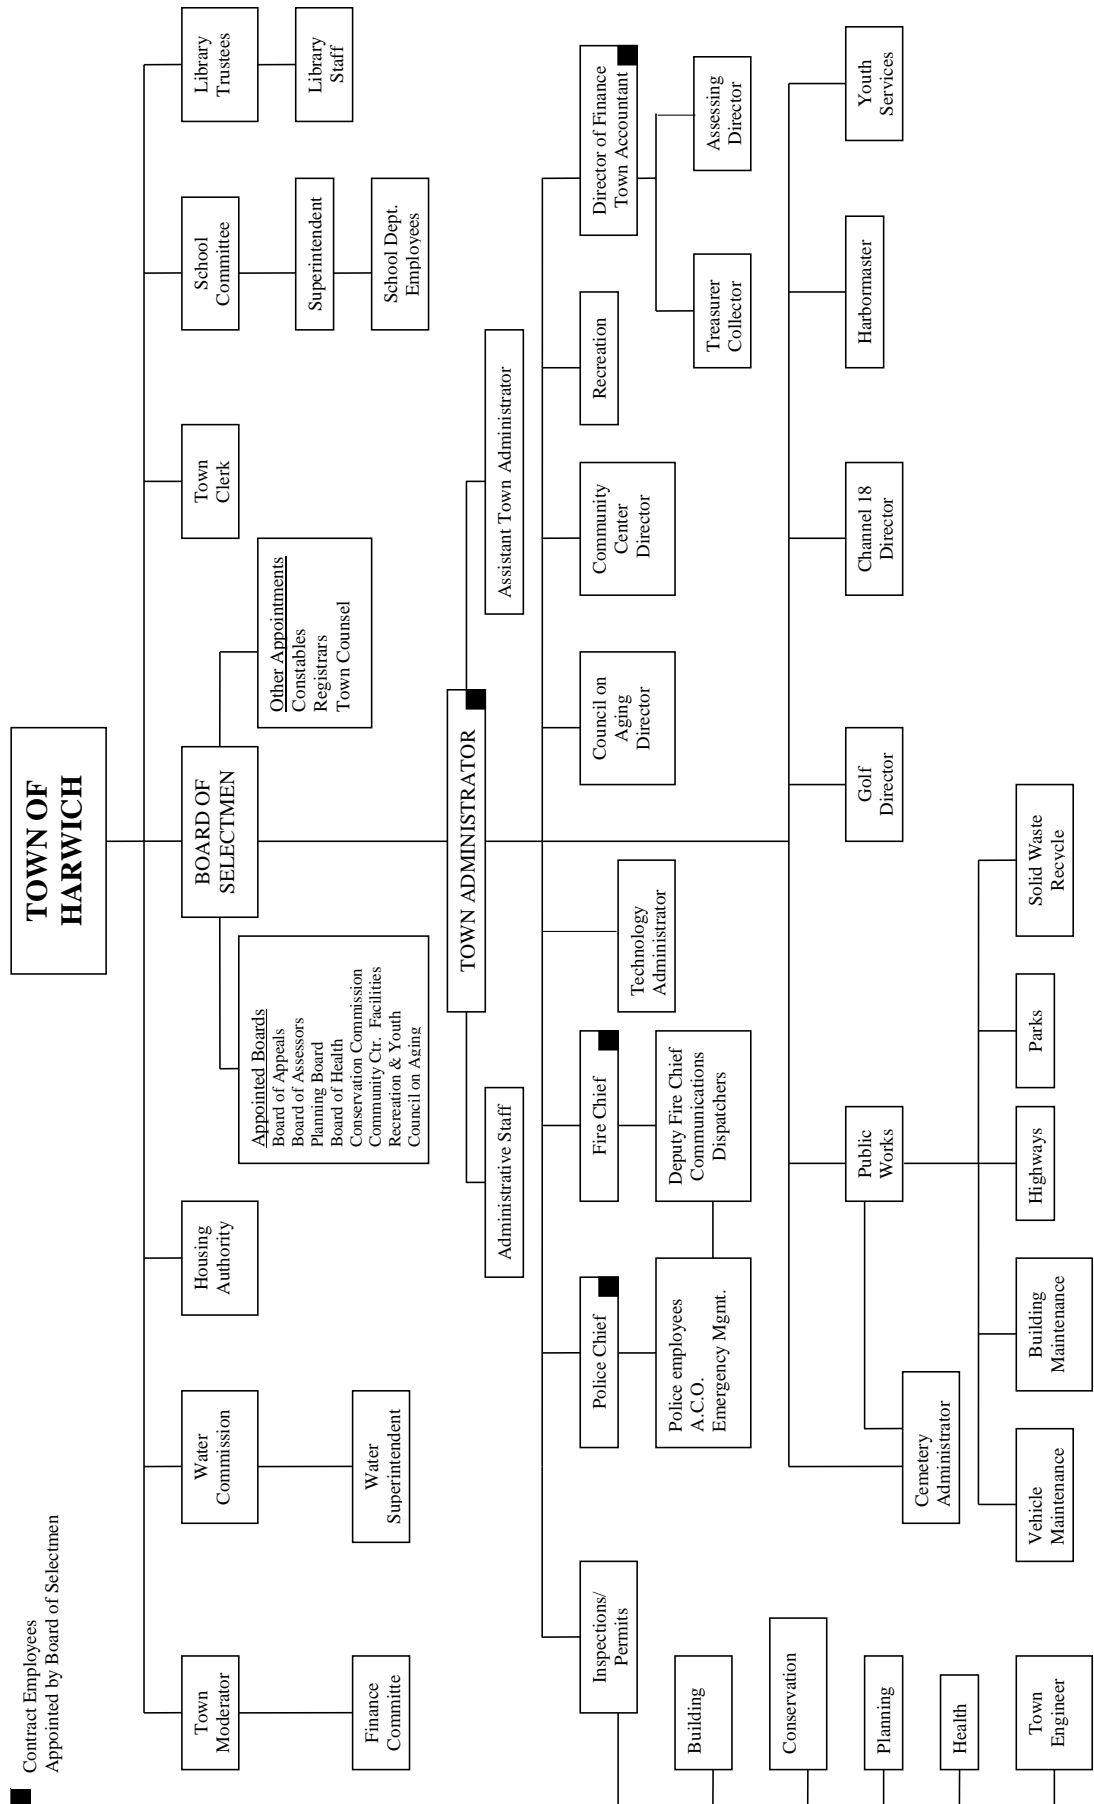 Contract Employees
Appointed by Board of Selectmen
TOWN OF
HARWICH
Town
Moderator
Finance
Committe
Water
Commission
Water
Superintendent
Housing
Authority
BOARD OF
SELECTMEN
Appointed Boards
Board of Appeals
Board of Assessors
Planning Board
Board of Health
Conservation Commission
Community Ctr. Facilities
Recreation & Youth
Council on Aging
Other Appointments
Constables
Registrars
Town Counsel
Town
Clerk
School
Committee
Superintendent
School Dept.
Employees
Library
Trustees
Library
Staff
TOWN ADMINISTRATOR
Administrative Staff
Assistant Town Administrator
Inspections/
Permits
Building
Conservation
Planning
Health
Town
Engineer
Police Chief
Police employees
A.C.O.
Emergency Mgmt.
Fire Chief
Deputy Fire Chief
Communications
Dispatchers
Technology
Administrator
Council on
Aging
Director
Community
Center
Director
Recreation
Director of Finance
Town Accountant
Treasurer
Collector
Assessing
Director
Cemetery
Administrator
Public
Works
Golf
Director
Channel 18
Director
Harbormaster
Youth
Services
Vehicle
Maintenance
Building
Maintenance
Highways
Parks
Solid Waste
Recycle